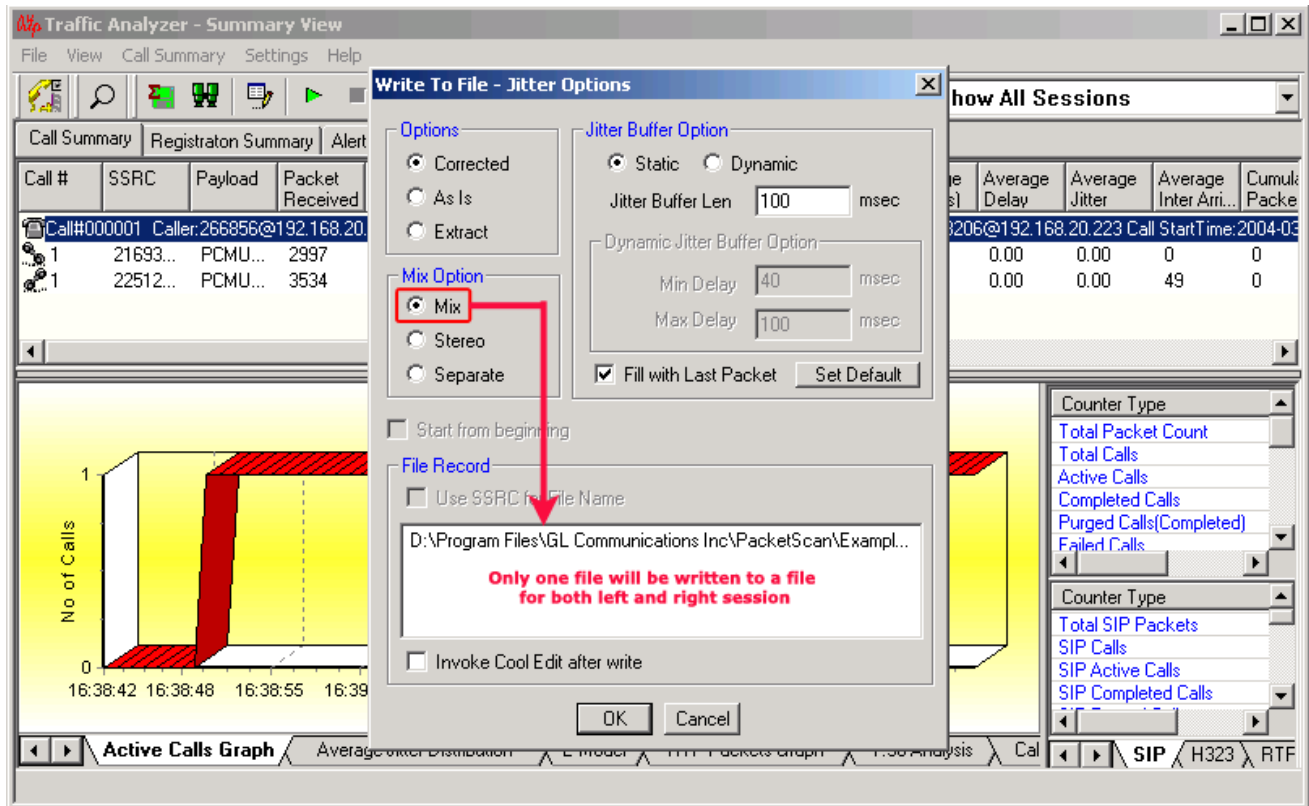 Traffic Analyzer - Summary View
File View Call Summary Settings Help
how All Sessions
Call Summary Registraton Summary Alert
Call # SSRC Payload Packet Received
Average Delay Average Jitter Average Inter Arri... Cumula Packe
Call#000001 Caller:266856@192.168.20. 3206@192.168.20.223 Call StartTime:2004-03
1 21693... PCMU... 2997 0.00 0.00 0 0
1 22512... PCMU... 3534 0.00 0.00 49 0
Write To File - Jitter Options
Options
Corrected
As Is
Extract
Mix Option
Mix
Stereo
Separate
Jitter Buffer Option
Static Dynamic
Jitter Buffer Len 100 msec
Dynamic Jitter Buffer Option
Min Delay 40 msec
Max Delay 100 msec
Fill with Last Packet Set Default
Start from beginning
File Record
Use SSRC for File Name
D:\Program Files\GL Communications Inc\PacketScan\Exampl...
Only one file will be written to a file
for both left and right session
Invoke Cool Edit after write
OK Cancel
No of Calls
1
0
16:38:42 16:38:48 16:38:55 16:39
Counter Type
Total Packet Count
Total Calls
Active Calls
Completed Calls
Purged Calls(Completed)
Failed Calls
Counter Type
Total SIP Packets
SIP Calls
SIP Active Calls
SIP Completed Calls
Active Calls Graph Average Jitter Distribution E-Model RTP Packets Graph T.38 Analysis Cal
SIP H323 RTF